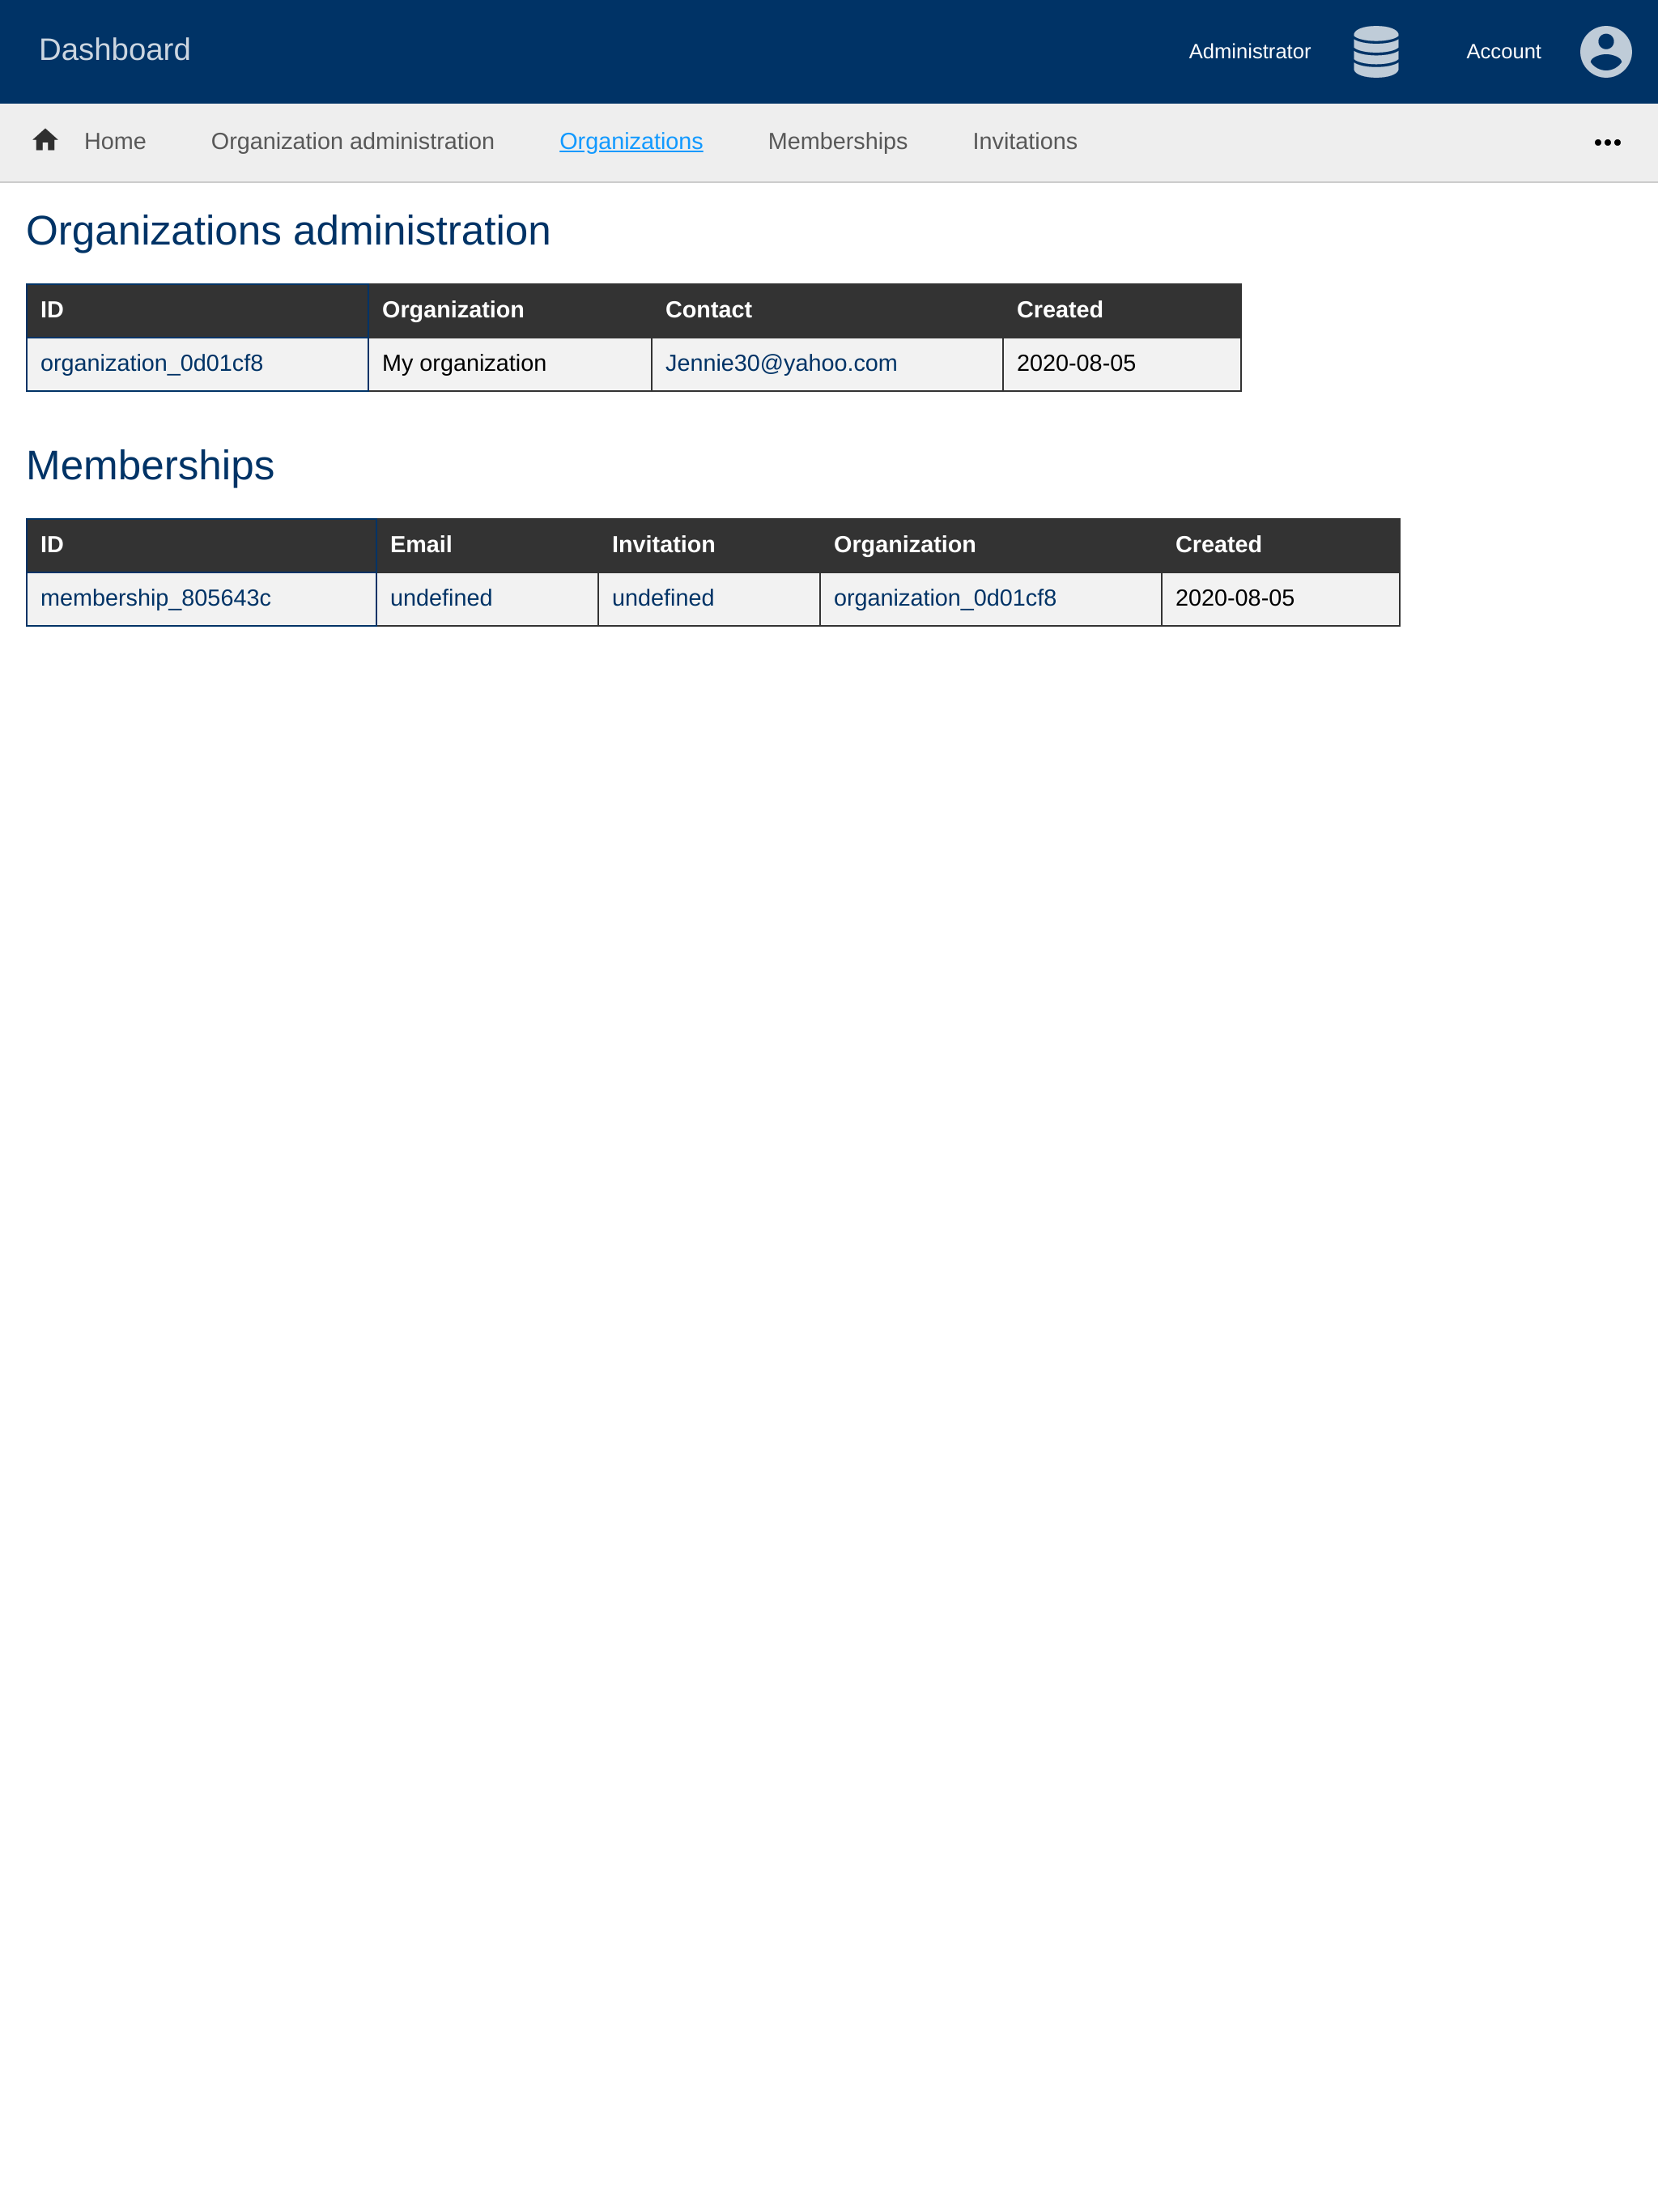 Dashboard Administrator Account
Home Organization administration Organizations Memberships Invitations
Organizations administration
ID Organization Contact Created
organization_0d01cf8 My organization Jennie30@yahoo.com 2020-08-05
Memberships
ID Email Invitation Organization Created
membership_805643c undefined undefined organization_0d01cf8 2020-08-05